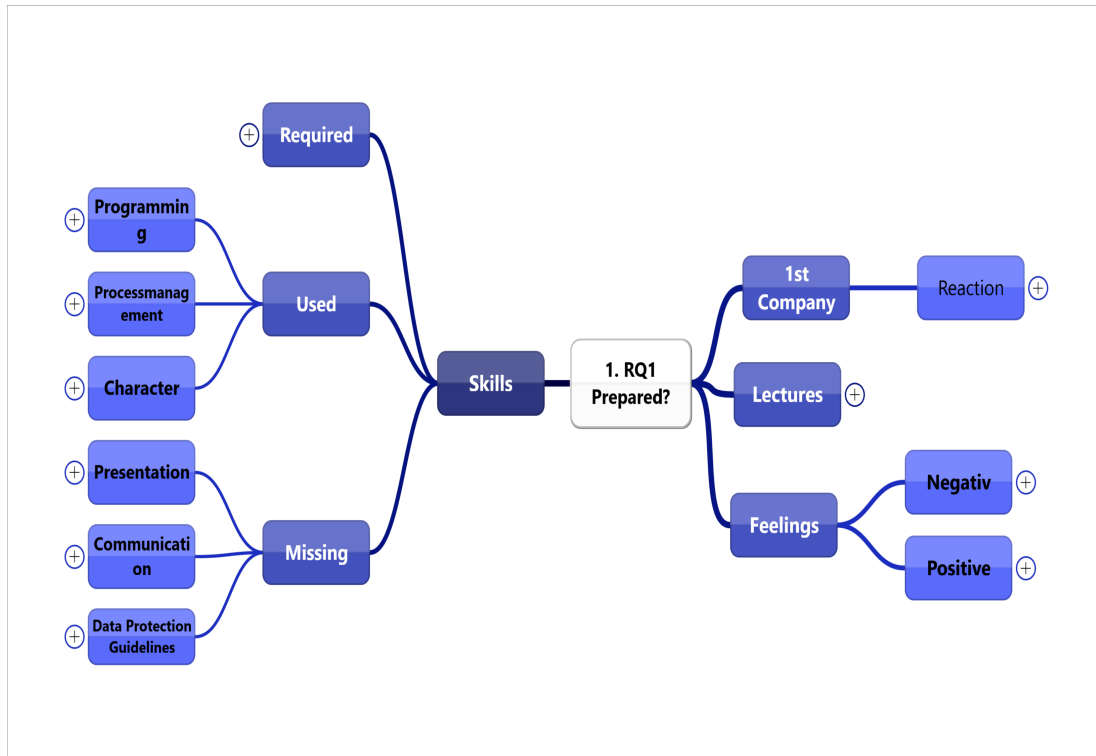 Required
Programmin
g
Processmanag
ement
Character
Used
Presentation
Communicati
on
Data Protection
Guidelines
Missing
Skills
1. RQ1
Prepared?
1st
Company
Reaction
Lectures
Feelings
Negativ
Positive